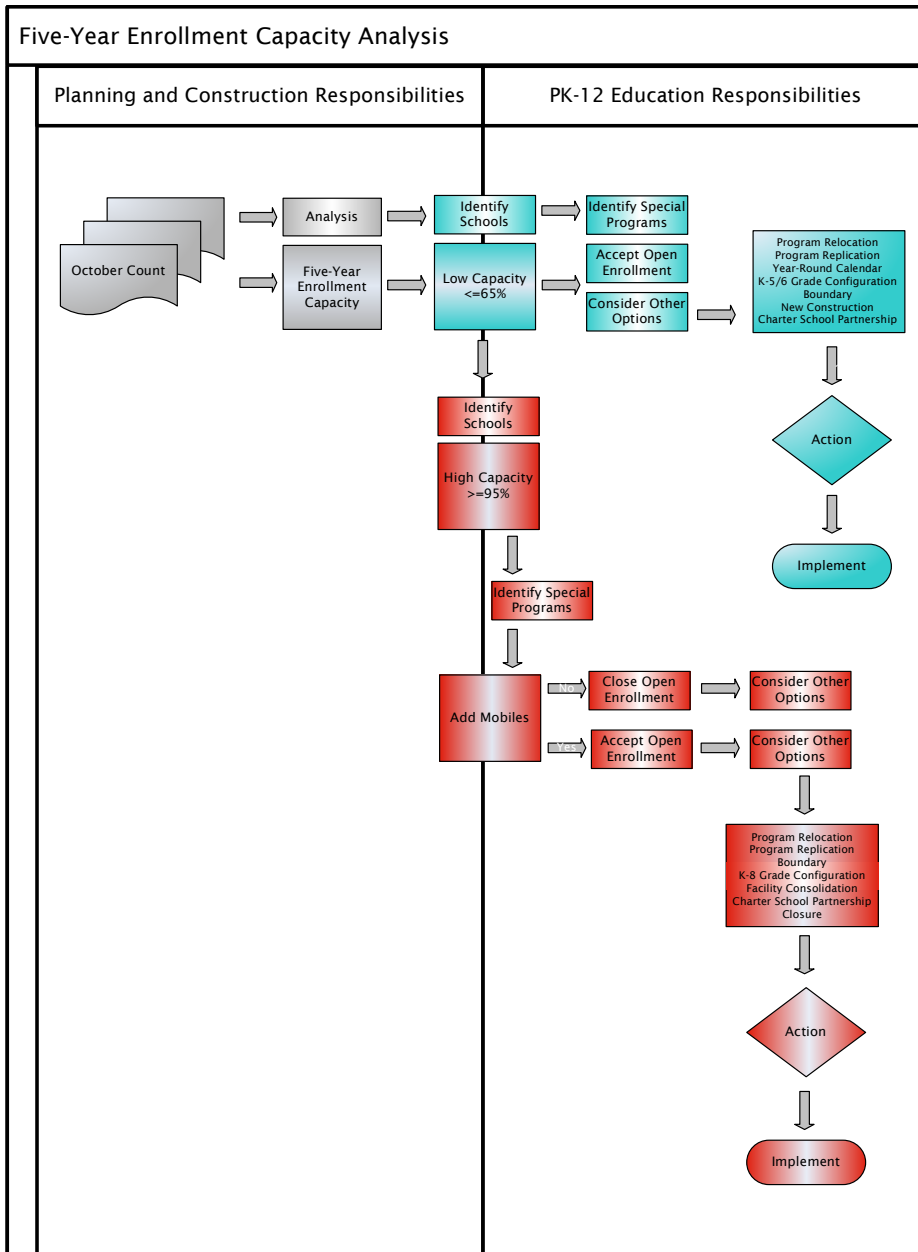 Five-Year Enrollment Capacity Analysis
Planning and Construction Responsibilities
PK-12 Education Responsibilities
October Count
Analysis
Five-Year
Enrollment
Capacity
Identify
Schools
Low Capacity
<=65%
Identify Special
Programs
Accept Open
Enrollment
Consider Other
Options
Program Relocation
Program Replication
Year-Round Calendar
K-5/6 Grade Configuration
Boundary
New Construction
Charter School Partnership
Action
Implement
Identify
Schools
High Capacity
>=95%
Identify Special
Programs
Add Mobiles
No
Close Open
Enrollment
Consider Other
Options
Yes
Accept Open
Enrollment
Consider Other
Options
Program Relocation
Program Replication
Boundary
K-8 Grade Configuration
Facility Consolidation
Charter School Partnership
Closure
Action
Implement